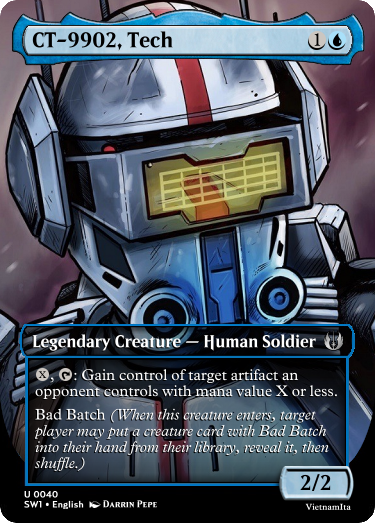 CT-9902, Tech 1
Legendary Creature — Human Soldier
X, : Gain control of target artifact an
opponent controls with mana value X or less.
Bad Batch (When this creature enters, target
player may put a creature card with Bad Batch
into their hand from their library, reveal it, then
shuffle.)
2/2
U 0040
SW1 • English DARRIN PEPE
VietnamIta